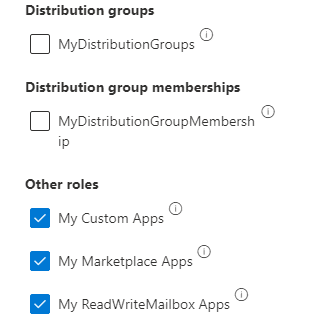 Distribution groups
MyDistributionGroups
Distribution group memberships
MyDistributionGroupMembersh
ip
Other roles
My Custom Apps
My Marketplace Apps
My ReadWriteMailbox Apps